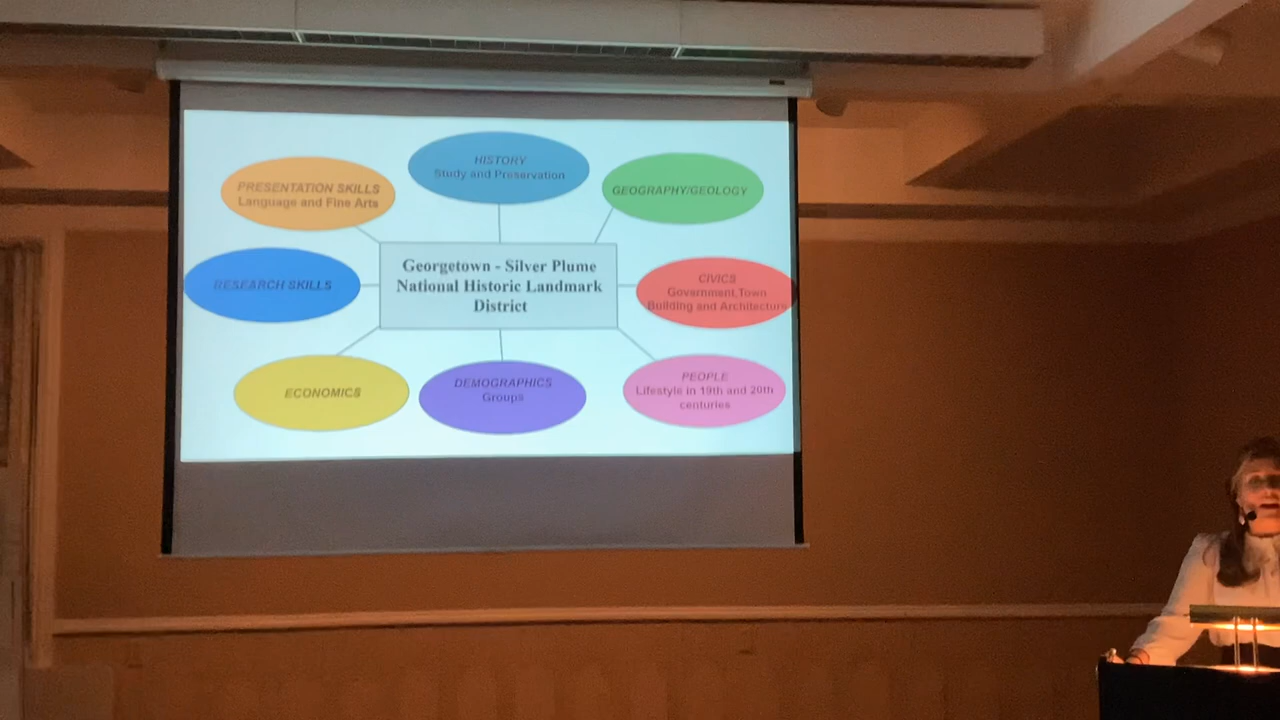 HISTORY
Study and Preservation
PRESENTATION SKILLS
Language and Fine Arts
GEOGRAPHY/GEOLOGY
Georgetown - Silver Plume
National Historic Landmark
District
RESEARCH SKILLS
CIVICS
Government,Town
Building and Architecture
ECONOMICS
DEMOGRAPHICS
Groups
PEOPLE
Lifestyle in 19th and 20th
centuries